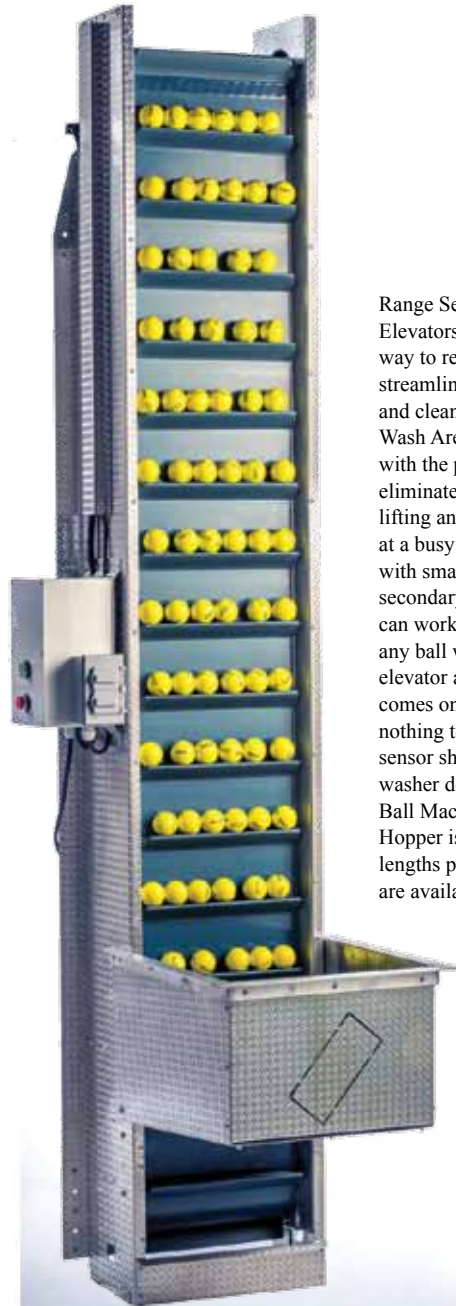 Range Se
Elevators
way to re
streamlin
and clean
Wash Are
with the p
eliminate
lifting an
at a busy
with sma
secondary
can work
any ball w
elevator a
comes on
nothing t
sensor sh
washer d
Ball Mac
Hopper is
lengths p
are availa